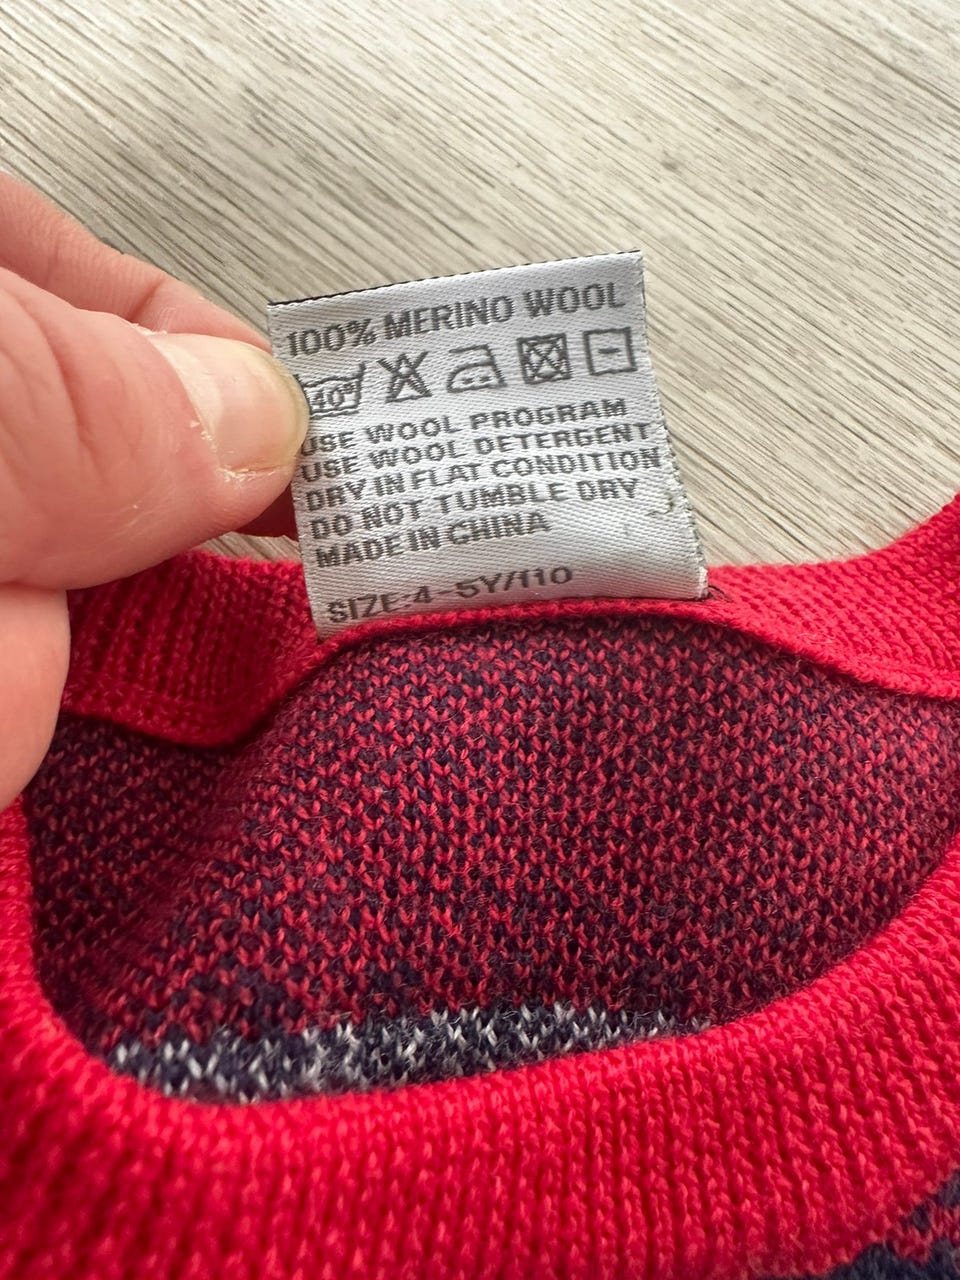 100% MERINO WOOL
40°
USE WOOL PROGRAM
USE WOOL DETERGENT
DRY IN FLAT CONDITION
DO NOT TUMBLE DRY
MADE IN CHINA
SIZE:4-5Y/110